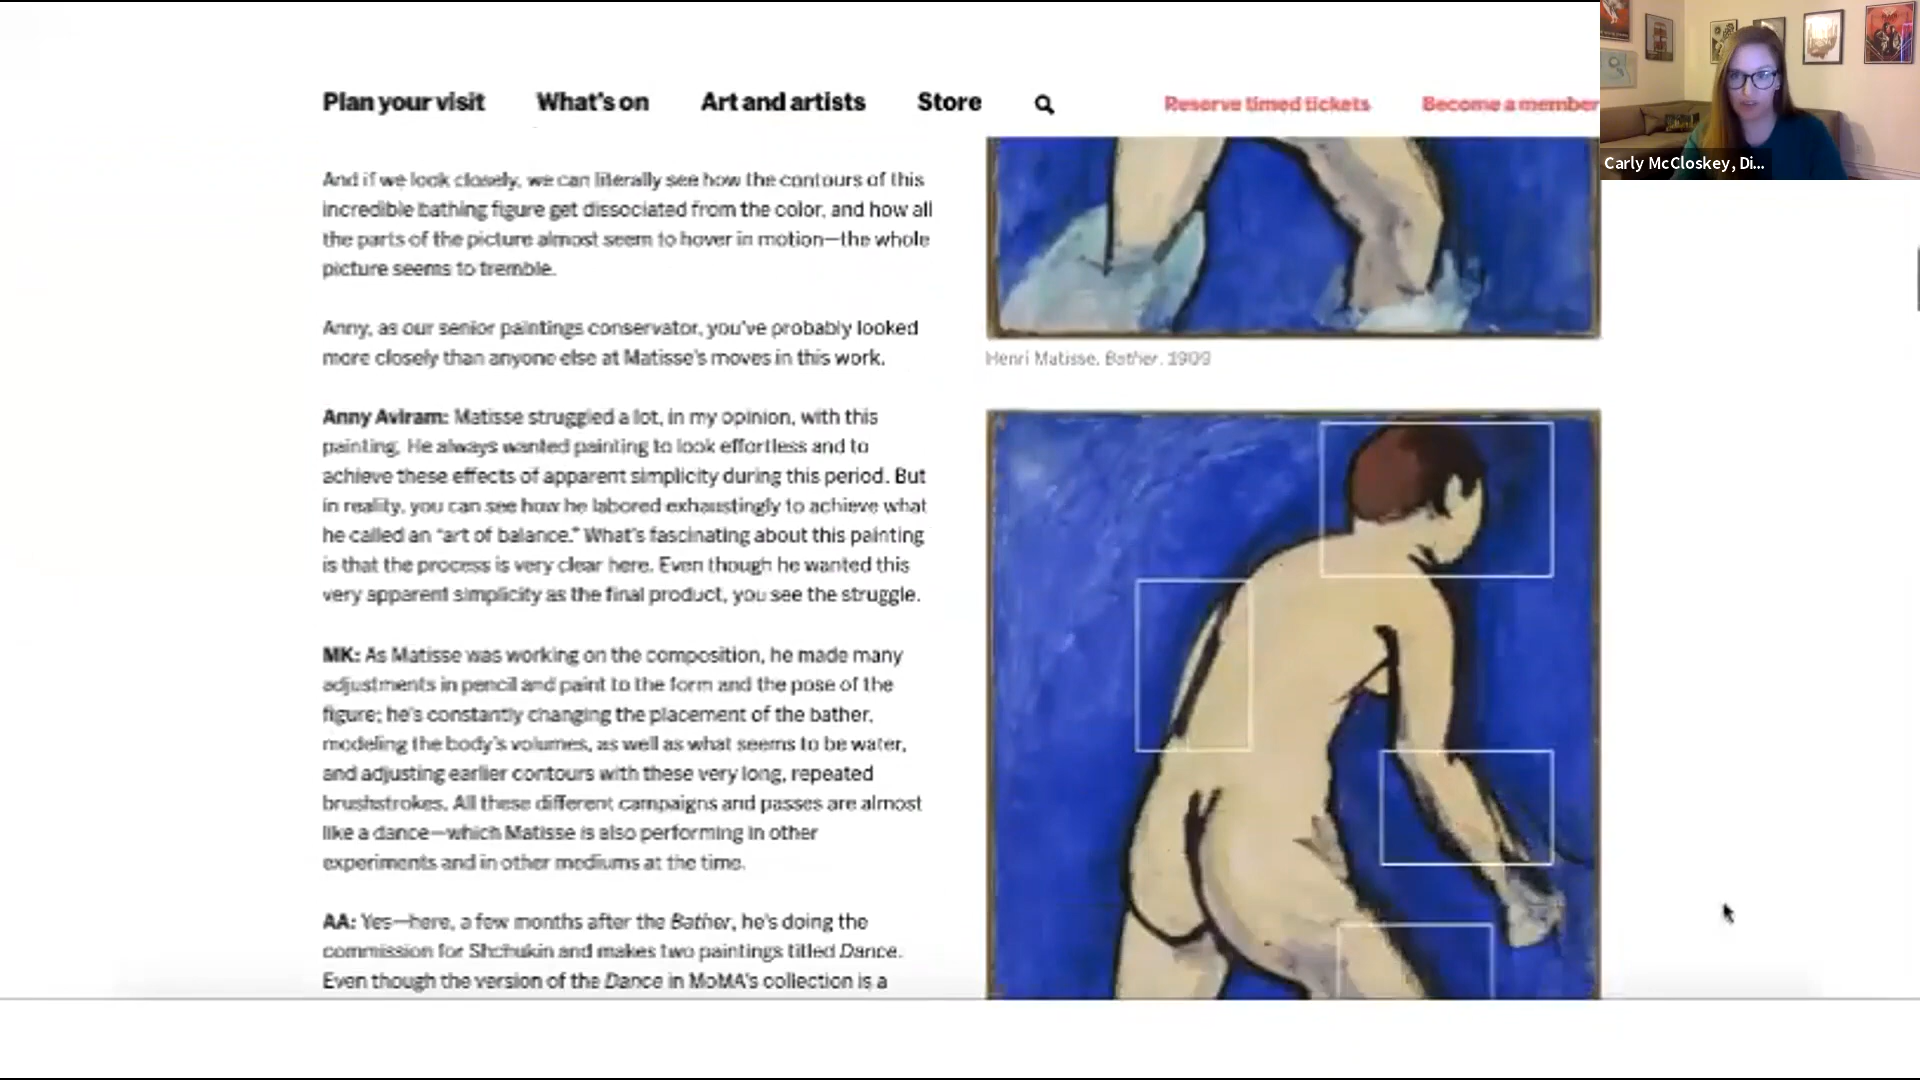 Plan your visit What's on Art and artists Store Reserve timed tickets Become a member
Carly McCloskey, Di...
And if we look closely, we can literally see how the contours of this
incredible bathing figure get dissociated from the color, and how all
the parts of the picture almost seem to hover in motion—the whole
picture seems to tremble.
Anny, as our senior paintings conservator, you've probably looked
more closely than anyone else at Matisse's moves in this work.
Henri Matisse. Bather. 1909
Anny Aviram: Matisse struggled a lot, in my opinion, with this
painting. He always wanted painting to look effortless and to
achieve these effects of apparent simplicity during this period. But
in reality, you can see how he labored exhaustingly to achieve what
he called an "art of balance." What's fascinating about this painting
is that the process is very clear here. Even though he wanted this
very apparent simplicity as the final product, you see the struggle.
MK: As Matisse was working on the composition, he made many
adjustments in pencil and paint to the form and the pose of the
figure; he's constantly changing the placement of the bather,
modeling the body's volumes, as well as what seems to be water,
and adjusting earlier contours with these very long, repeated
brushstrokes. All these different campaigns and passes are almost
like a dance—which Matisse is also performing in other
experiments and in other mediums at the time.
AA: Yes—here, a few months after the Bather, he's doing the
commission for Shchukin and makes two paintings titled Dance.
Even though the version of the Dance in MoMA's collection is a